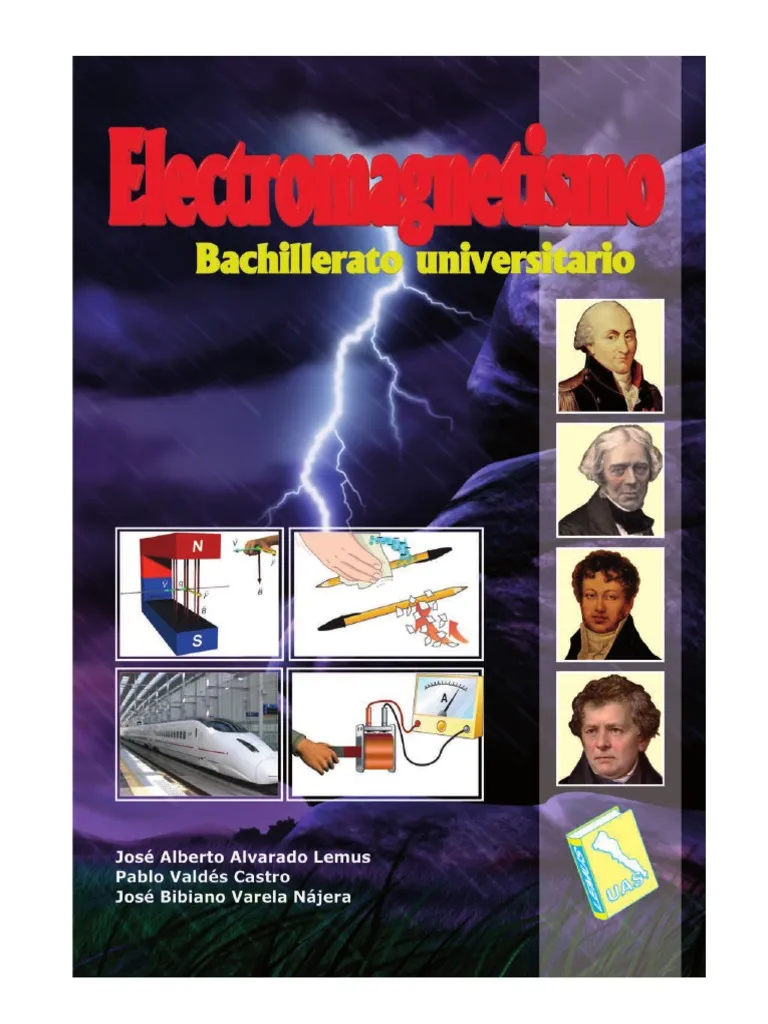 Electromagnetismo
Bachillerato universitario
N
S
A
José Alberto Alvarado Lemus
Pablo Valdés Castro
José Bibiano Varela Nájera
UAS